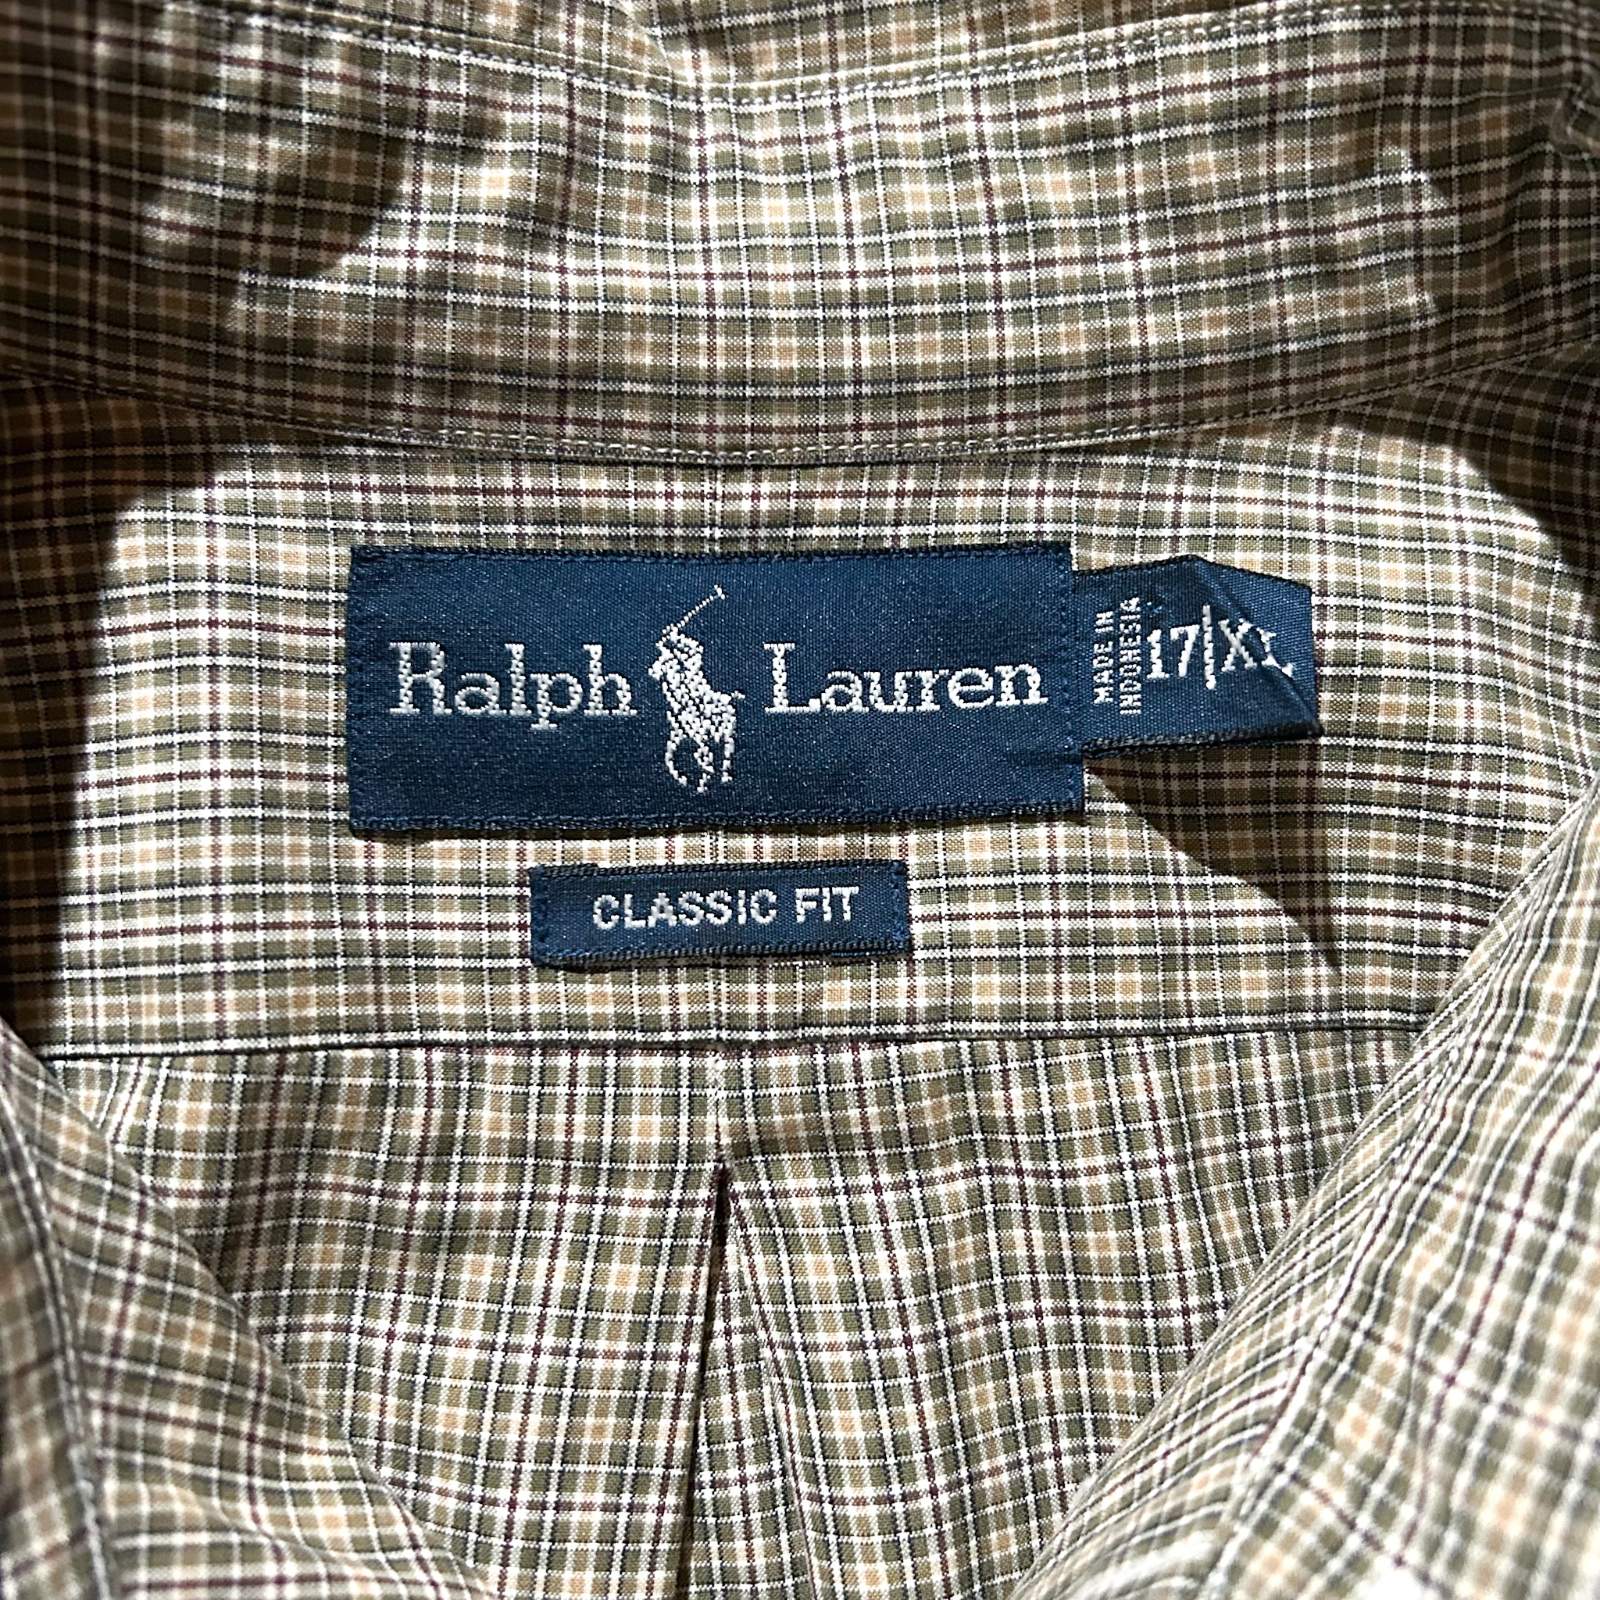 Ralph Lauren
MADE IN
INDONESIA
17/XL
CLASSIC FIT